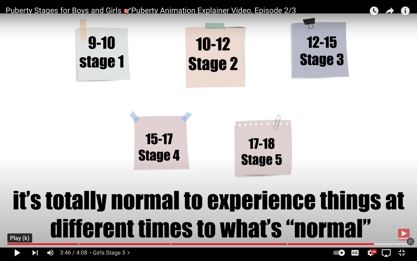 Puberty Stages for Boys and Girls 🍎Puberty Animation Explainer Video. Episode 2/3
9-10
stage 1
10-12
Stage 2
12-15
Stage 3
15-17
Stage 4
17-18
Stage 5
it's totally normal to experience things at
different times to what's "normal"
Play (k)
3:46 / 4:08 • Girls Stage 5 >